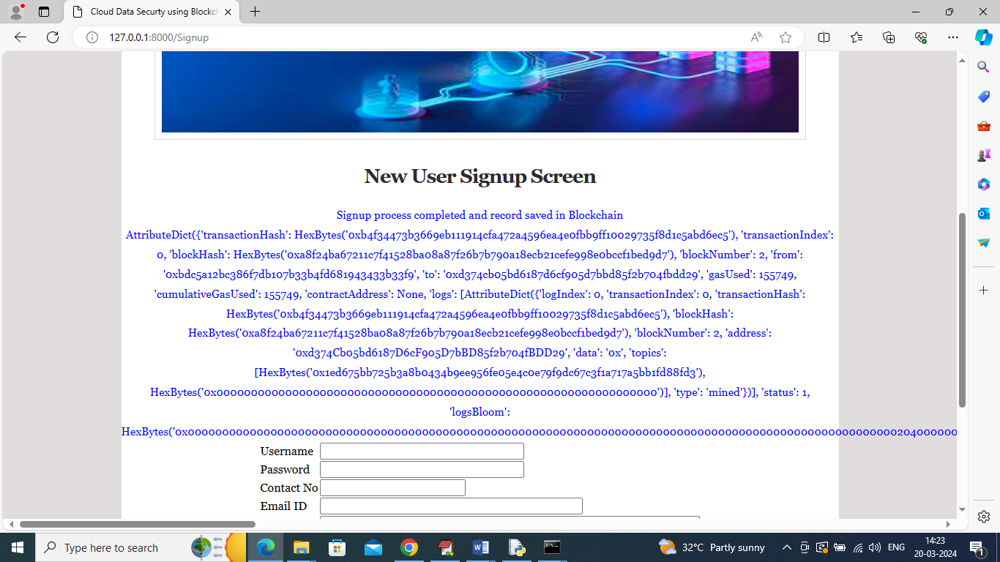 Cloud Data Securty using Blockch
127.0.0.1:8000/Signup
New User Signup Screen
Signup process completed and record saved in Blockchain
AttributeDict({'transactionHash': HexBytes('0xb4f34473b3669eb111914cfa472a4596ea4e0fbb9ff10029735f8d1c5abd6ec5'), 'transactionIndex':
0, 'blockHash': HexBytes('0xa8f24ba67211c7f41528ba08a87f26b7b790a18ecb21cefe998e0bccf1bed9d7'), 'blockNumber': 2, 'from':
'0xbdc5a12bc386f7db107b33b4fd681943433b33f9', 'to': '0xd374cb05bd6187d6cf905d7bbd85f2b704fbdd29', 'gasUsed': 155749,
'cumulativeGasUsed': 155749, 'contractAddress': None, 'logs': [AttributeDict({'logIndex': 0, 'transactionIndex': 0, 'transactionHash':
HexBytes('0xb4f34473b3669eb111914cfa472a4596ea4e0fbb9ff10029735f8d1c5abd6ec5'), 'blockHash':
HexBytes('0xa8f24ba67211c7f41528ba08a87f26b7b790a18ecb21cefe998e0bccf1bed9d7'), 'blockNumber': 2, 'address':
'0xd374Cb05bd6187D6cF905D7bBD85f2b704fBDD29', 'data': '0x', 'topics':
[HexBytes('0x1ed675bb725b3a8b0434b9ee956fe05e4c0e79f9dc67c3f1a717a5bb1fd88fd3'),
HexBytes('0x0000000000000000000000000000000000000000000000000000000000000000')], 'type': 'mined'})], 'status': 1,
'logsBloom':
Username
Password
Contact No
Email ID
Type here to search
32°C Partly sunny
ENG
14:23
20-03-2024
1